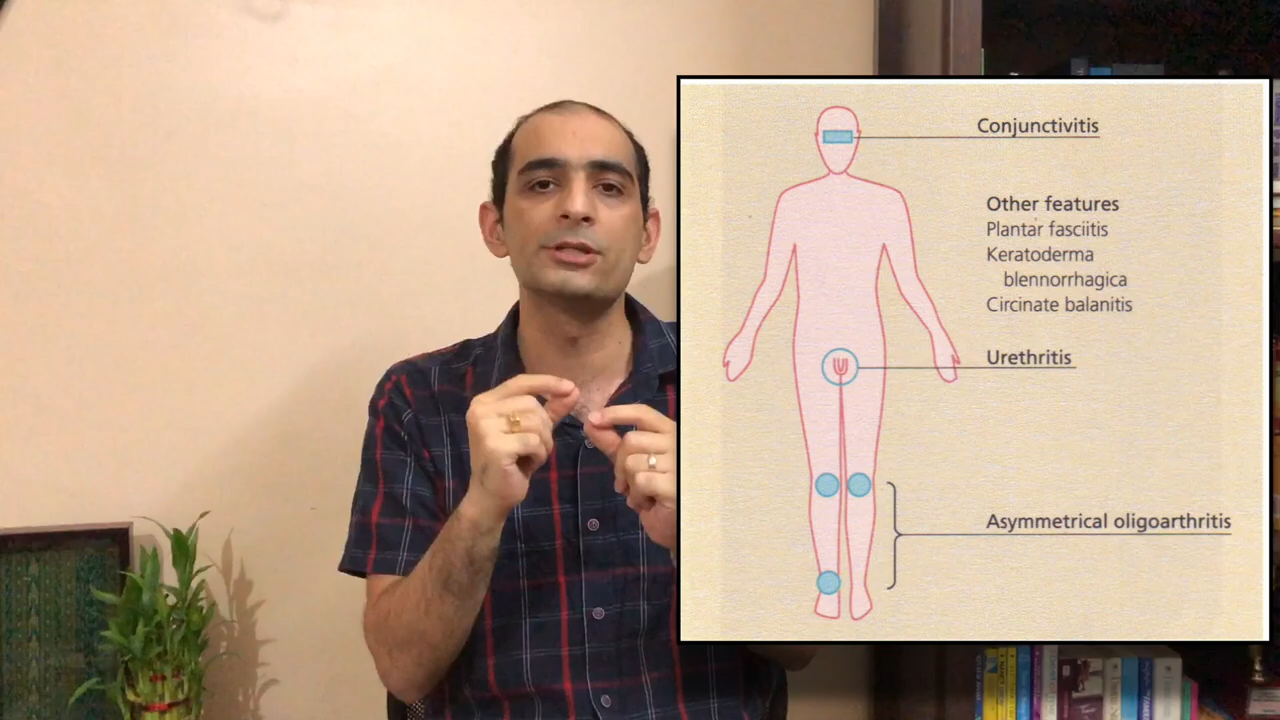 Conjunctivitis
Other features
Plantar fasciitis
Keratoderma
blennorrhagica
Circinate balanitis
Urethritis
Asymmetrical oligoarthritis